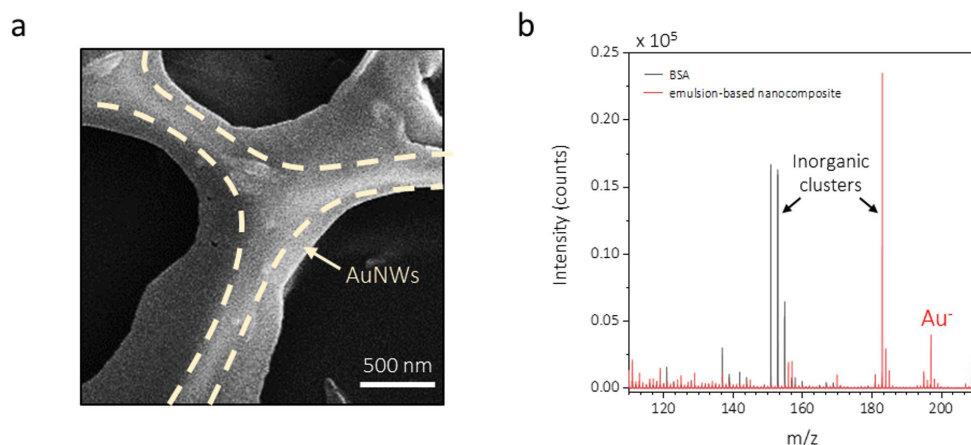 a
AuNWs
500 nm
b
x 10⁵
0.25
0.20
0.15
0.10
0.05
0.00
Intensity (counts)
BSA
emulsion-based nanocomposite
Inorganic
clusters
Au⁻
120
140
160
180
200
m/z